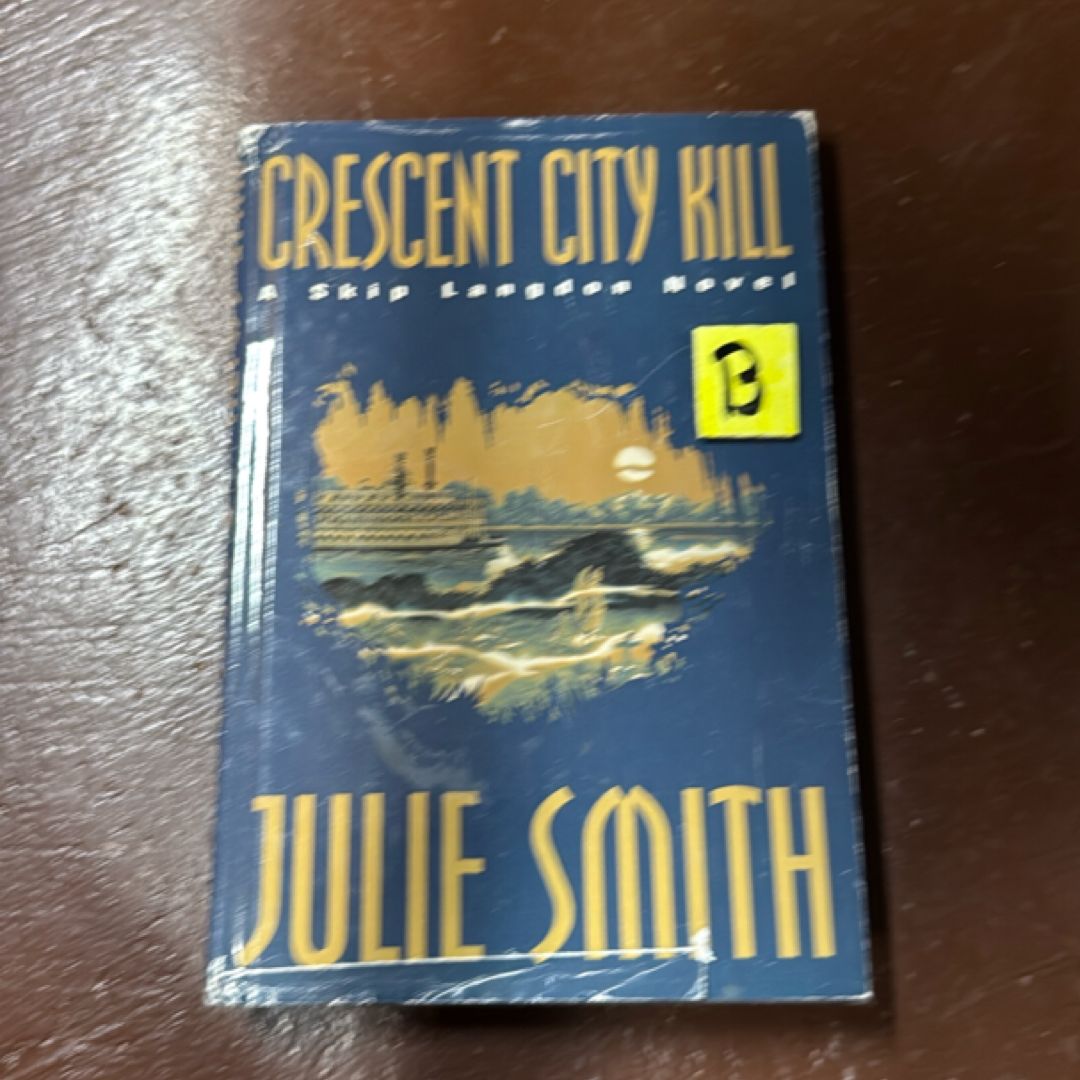 CRESCENT CITY KILL
A Skip Langdon Novel
B
JULIE SMITH